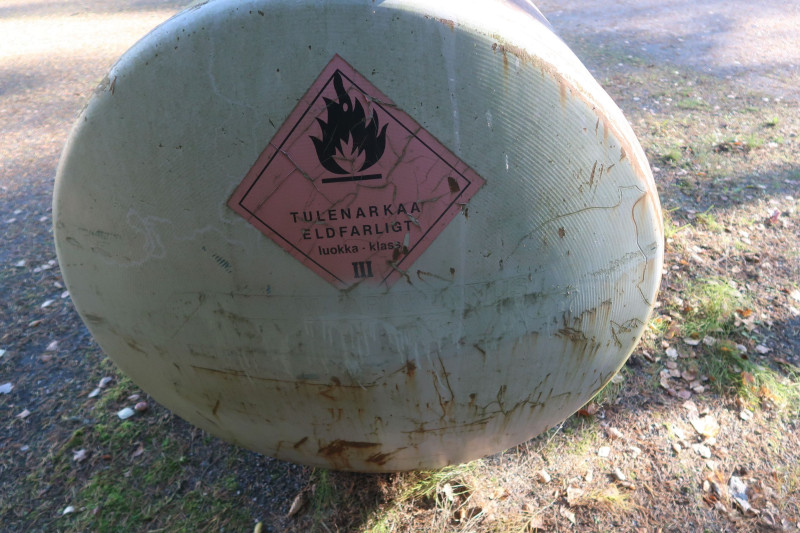 TULENARKAA
ELDFARLIGT
luokka - klass
III